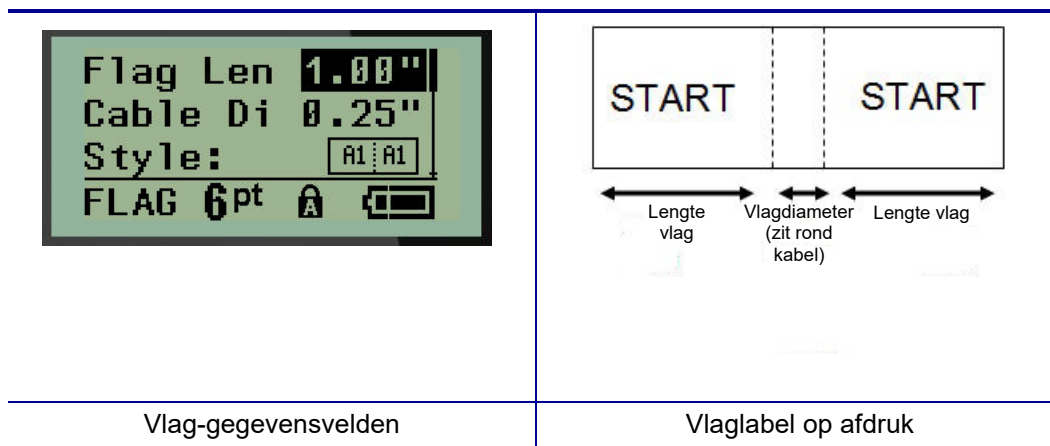 Flag Len 1.00"
Cable Di 0.25"
Style: A1 A1
FLAG 6pt A
START START
Lengte
vlag
Vlagdiameter
(zit rond
kabel)
Lengte vlag
Vlag-gegevensvelden
Vlaglabel op afdruk